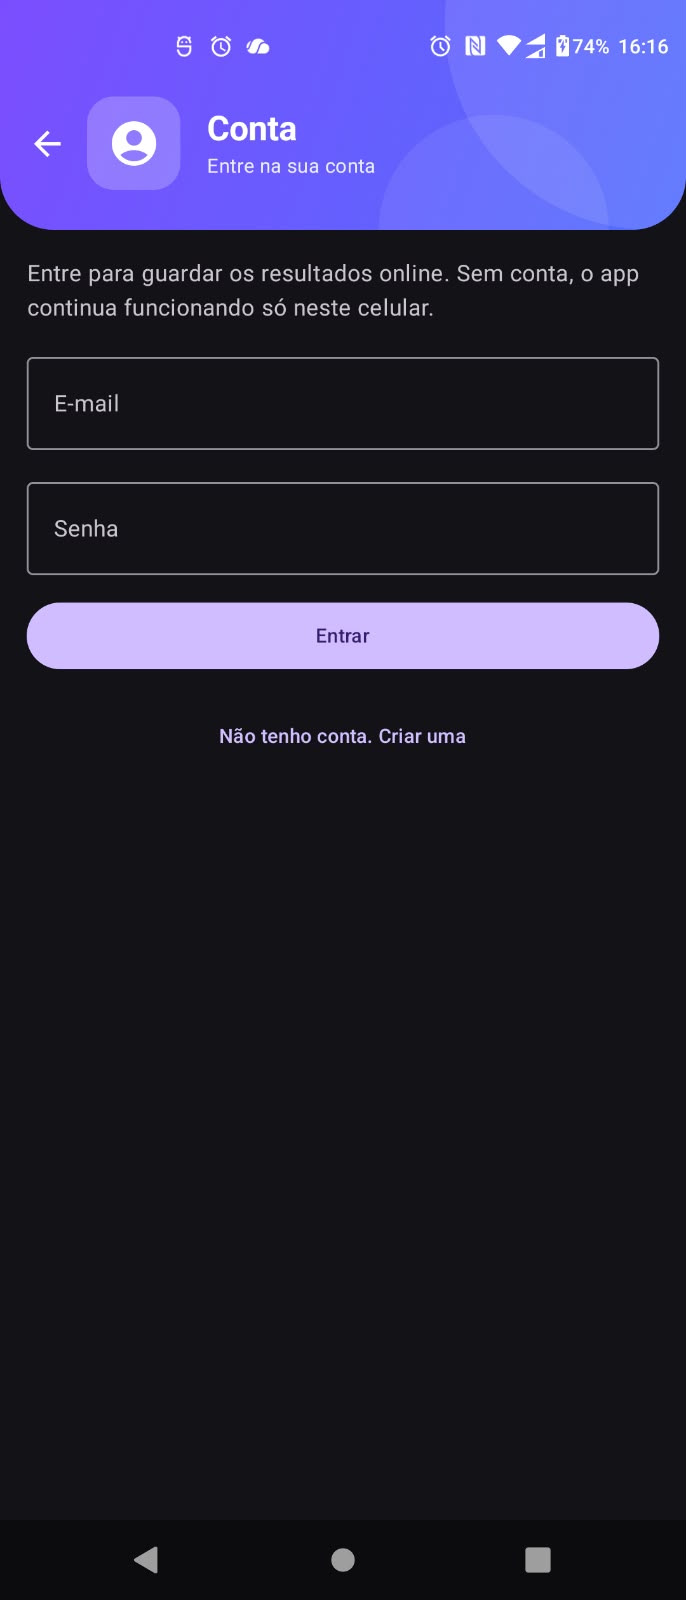 74% 16:16
Conta
Entre na sua conta
Entre para guardar os resultados online. Sem conta, o app
continua funcionando só neste celular.
E-mail
Senha
Entrar
Não tenho conta. Criar uma